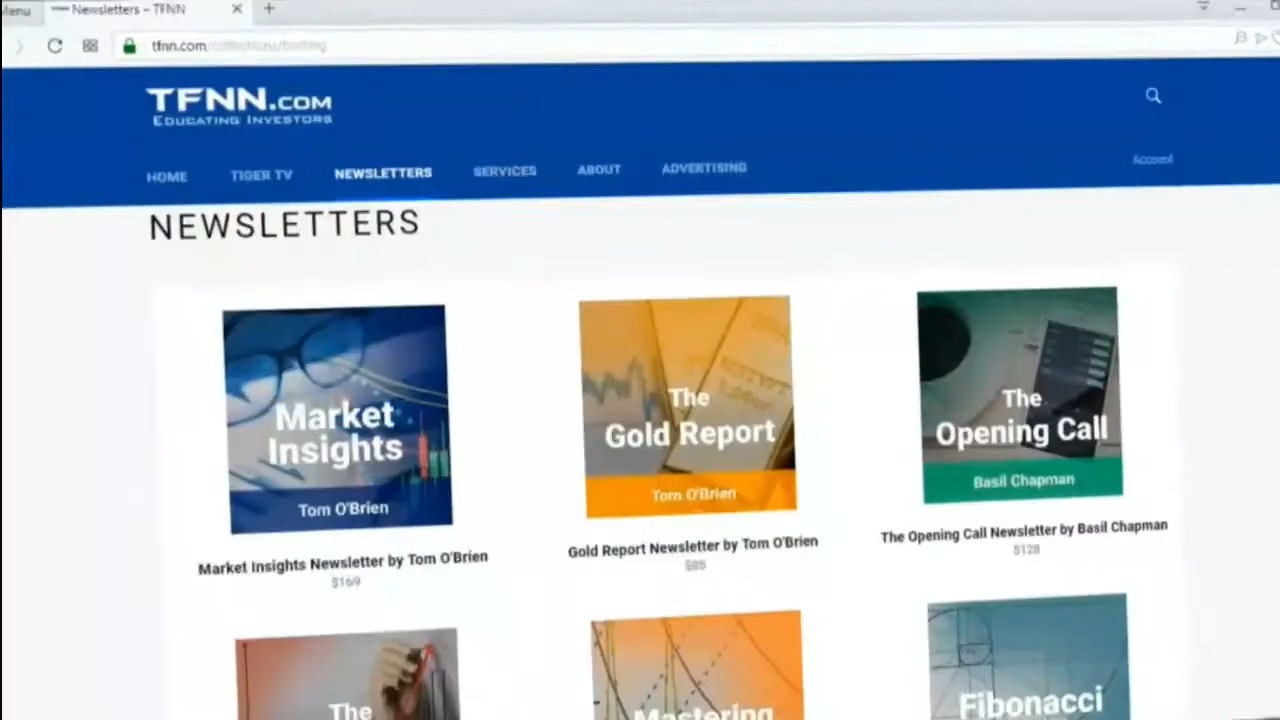 Menu
Newsletters – TFNN
tfnn.com
TFNN.COM
EDUCATING INVESTORS
HOME TIGER TV NEWSLETTERS SERVICES ABOUT ADVERTISING
Account
NEWSLETTERS
Market
Insights
Tom O'Brien
Market Insights Newsletter by Tom O'Brien
$169
The
Gold Report
Tom O'Brien
Gold Report Newsletter by Tom O'Brien
The
Opening Call
Basil Chapman
The Opening Call Newsletter by Basil Chapman
$128
The
Mastering
Fibonacci